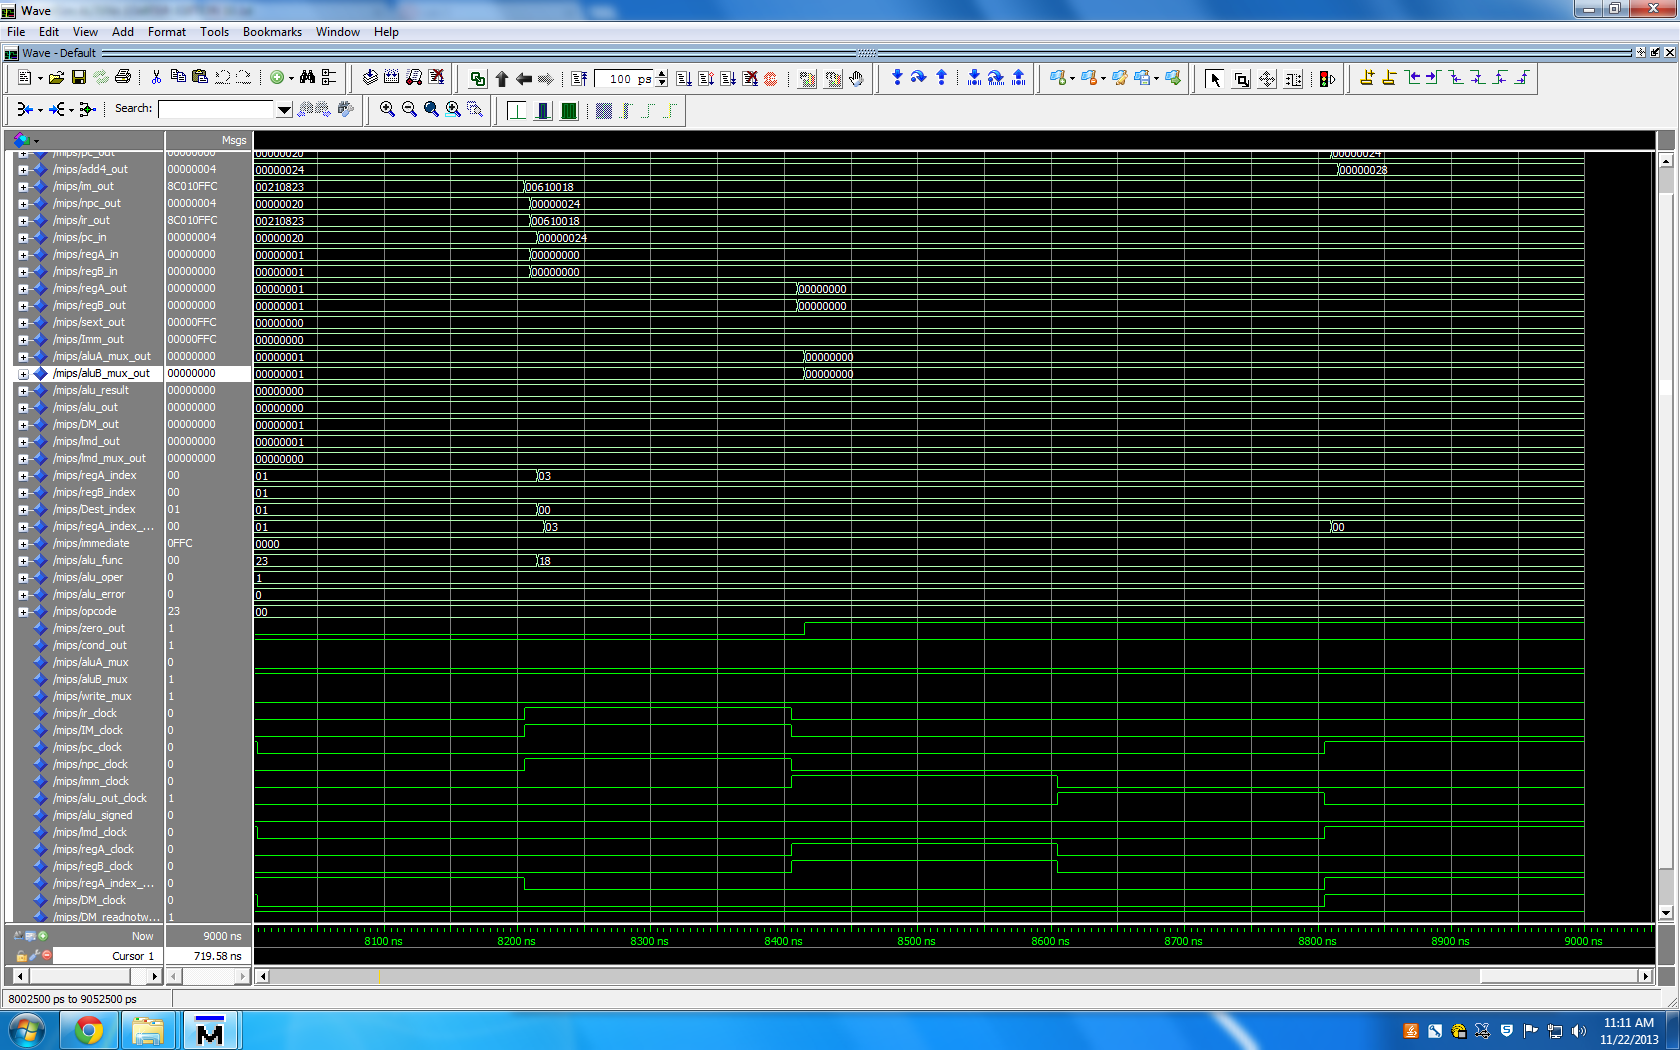 Wave
File Edit View Add Format Tools Bookmarks Window Help
Wave - Default
100 ps
Search:
Msgs
/mips/pc_out 00000000 00000020 00000024
/mips/add4_out 00000004 00000024 00000028
/mips/im_out 8C010FFC 00210823 00610018
/mips/npc_out 00000004 00000020 00000024
/mips/ir_out 8C010FFC 00210823 00610018
/mips/pc_in 00000004 00000020 00000024
/mips/regA_in 00000000 00000001 00000000
/mips/regB_in 00000000 00000001 00000000
/mips/regA_out 00000000 00000001 00000000
/mips/regB_out 00000000 00000001 00000000
/mips/sext_out 00000FFC 00000000
/mips/Imm_out 00000FFC 00000000
/mips/aluA_mux_out 00000000 00000001 00000000
/mips/aluB_mux_out 00000000 00000001 00000000
/mips/alu_result 00000000 00000000
/mips/alu_out 00000000 00000000
/mips/DM_out 00000000 00000001
/mips/lmd_out 00000000 00000001
/mips/lmd_mux_out 00000000 00000000
/mips/regA_index 00 01 03
/mips/regB_index 00 01
/mips/Dest_index 01 01 00
/mips/regA_index_... 00 01 03 00
/mips/immediate 0FFC 0000
/mips/alu_func 00 23 18
/mips/alu_oper 0 1
/mips/alu_error 0 0
/mips/opcode 23 00
/mips/zero_out 1
/mips/cond_out 1
/mips/aluA_mux 0
/mips/aluB_mux 1
/mips/write_mux 1
/mips/ir_clock 0
/mips/IM_clock 0
/mips/pc_clock 0
/mips/npc_clock 0
/mips/imm_clock 0
/mips/alu_out_clock 1
/mips/alu_signed 0
/mips/lmd_clock 0
/mips/regA_clock 0
/mips/regB_clock 0
/mips/regA_index_... 0
/mips/DM_clock 0
/mips/DM_readnotw... 1
Now 9000 ns 8100 ns 8200 ns 8300 ns 8400 ns 8500 ns 8600 ns 8700 ns 8800 ns 8900 ns 9000 ns
Cursor 1 719.58 ns
8002500 ps to 9052500 ps
M
11:11 AM
11/22/2013